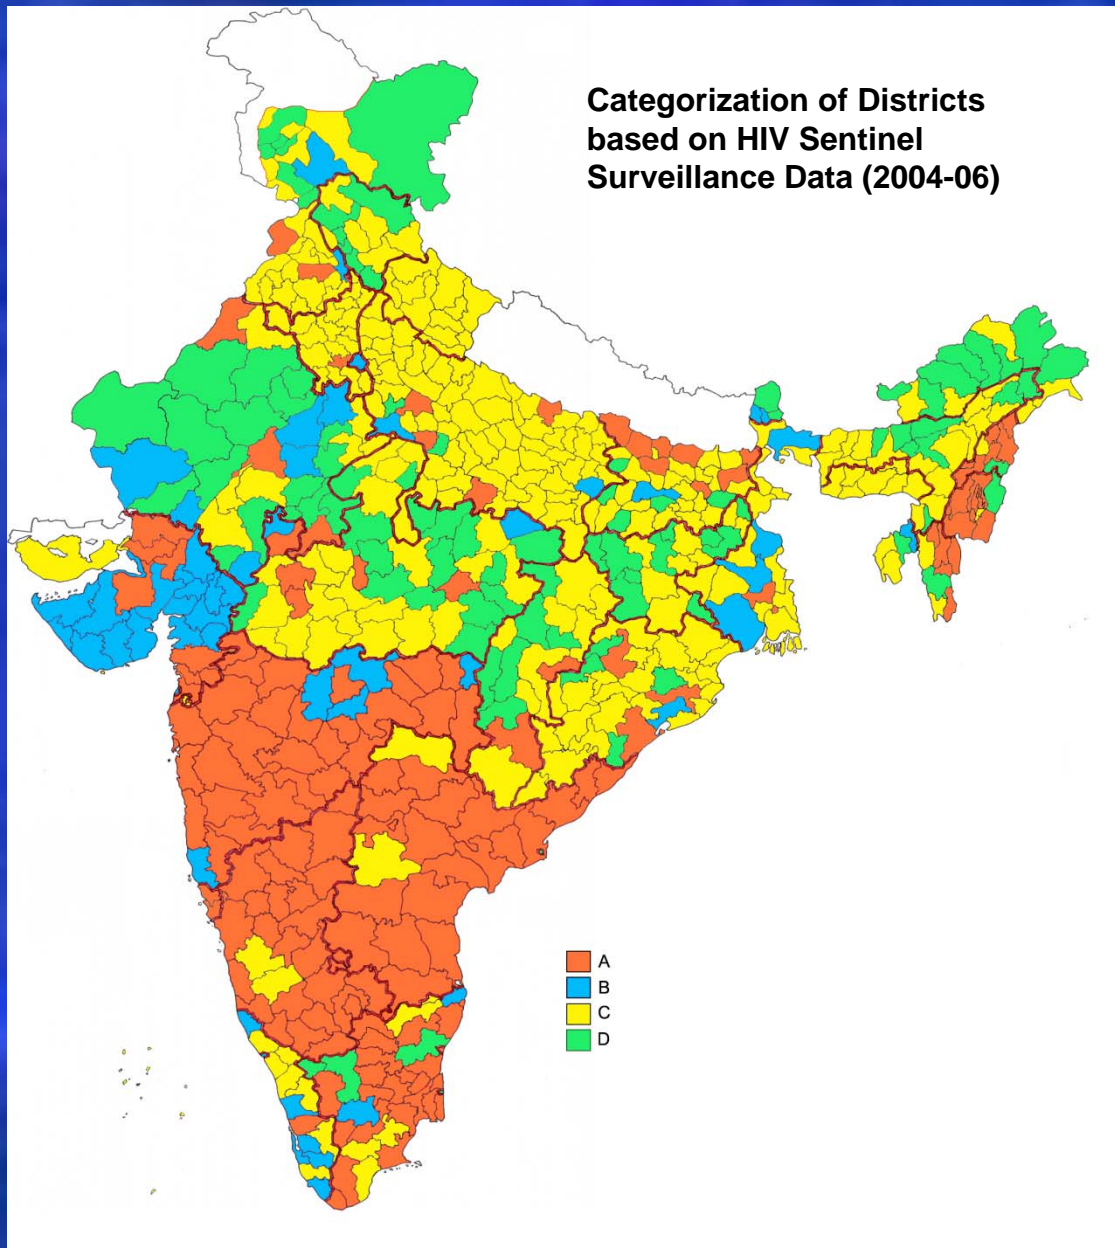 Categorization of Districts
based on HIV Sentinel
Surveillance Data (2004-06)
A
B
C
D